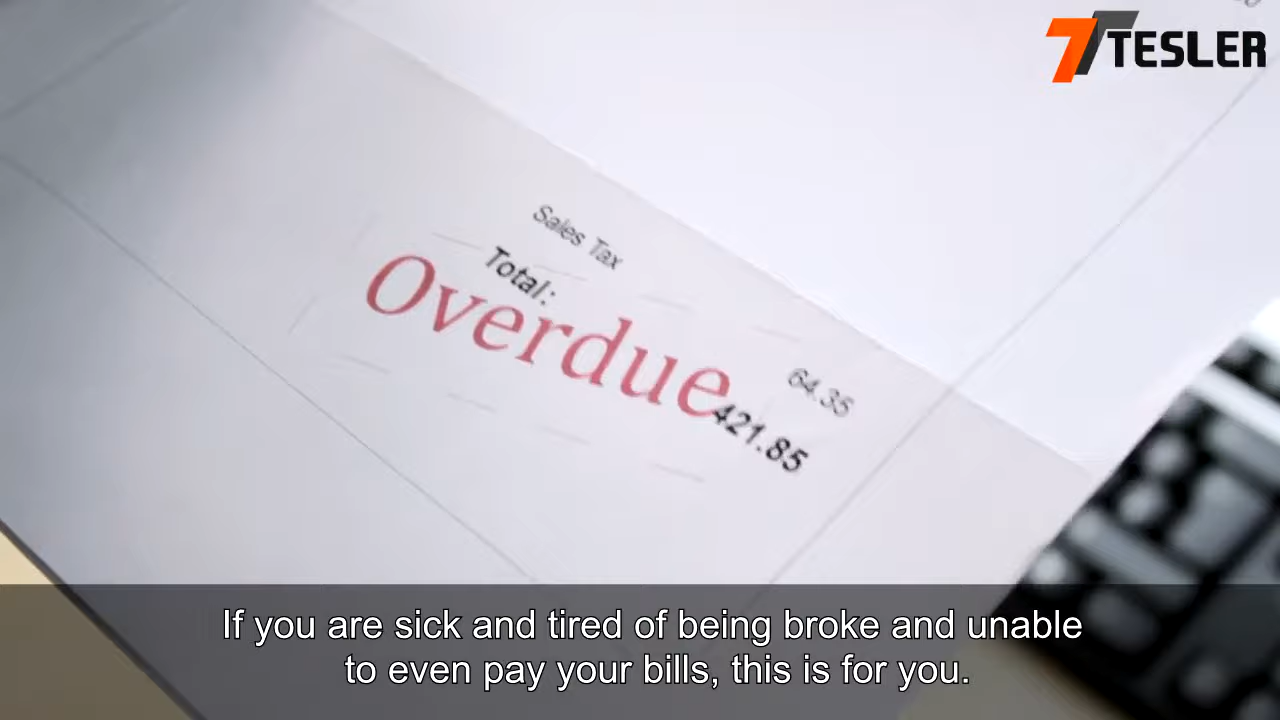 TESLER
Sales Tax
Total:
Overdue
64.35
421.85
If you are sick and tired of being broke and unable
to even pay your bills, this is for you.